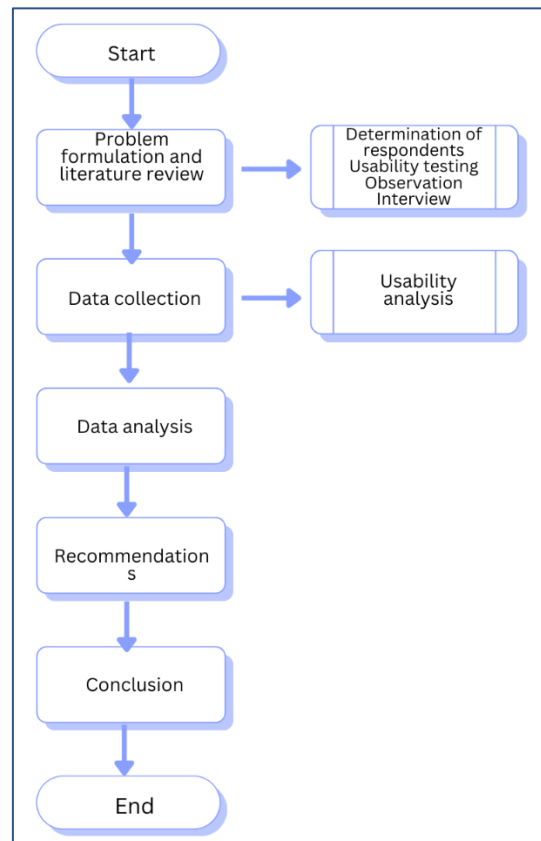 Start
Problem
formulation and
literature review
Determination of
respondents
Usability testing
Observation
Interview
Data collection
Usability
analysis
Data analysis
Recommendation
s
Conclusion
End